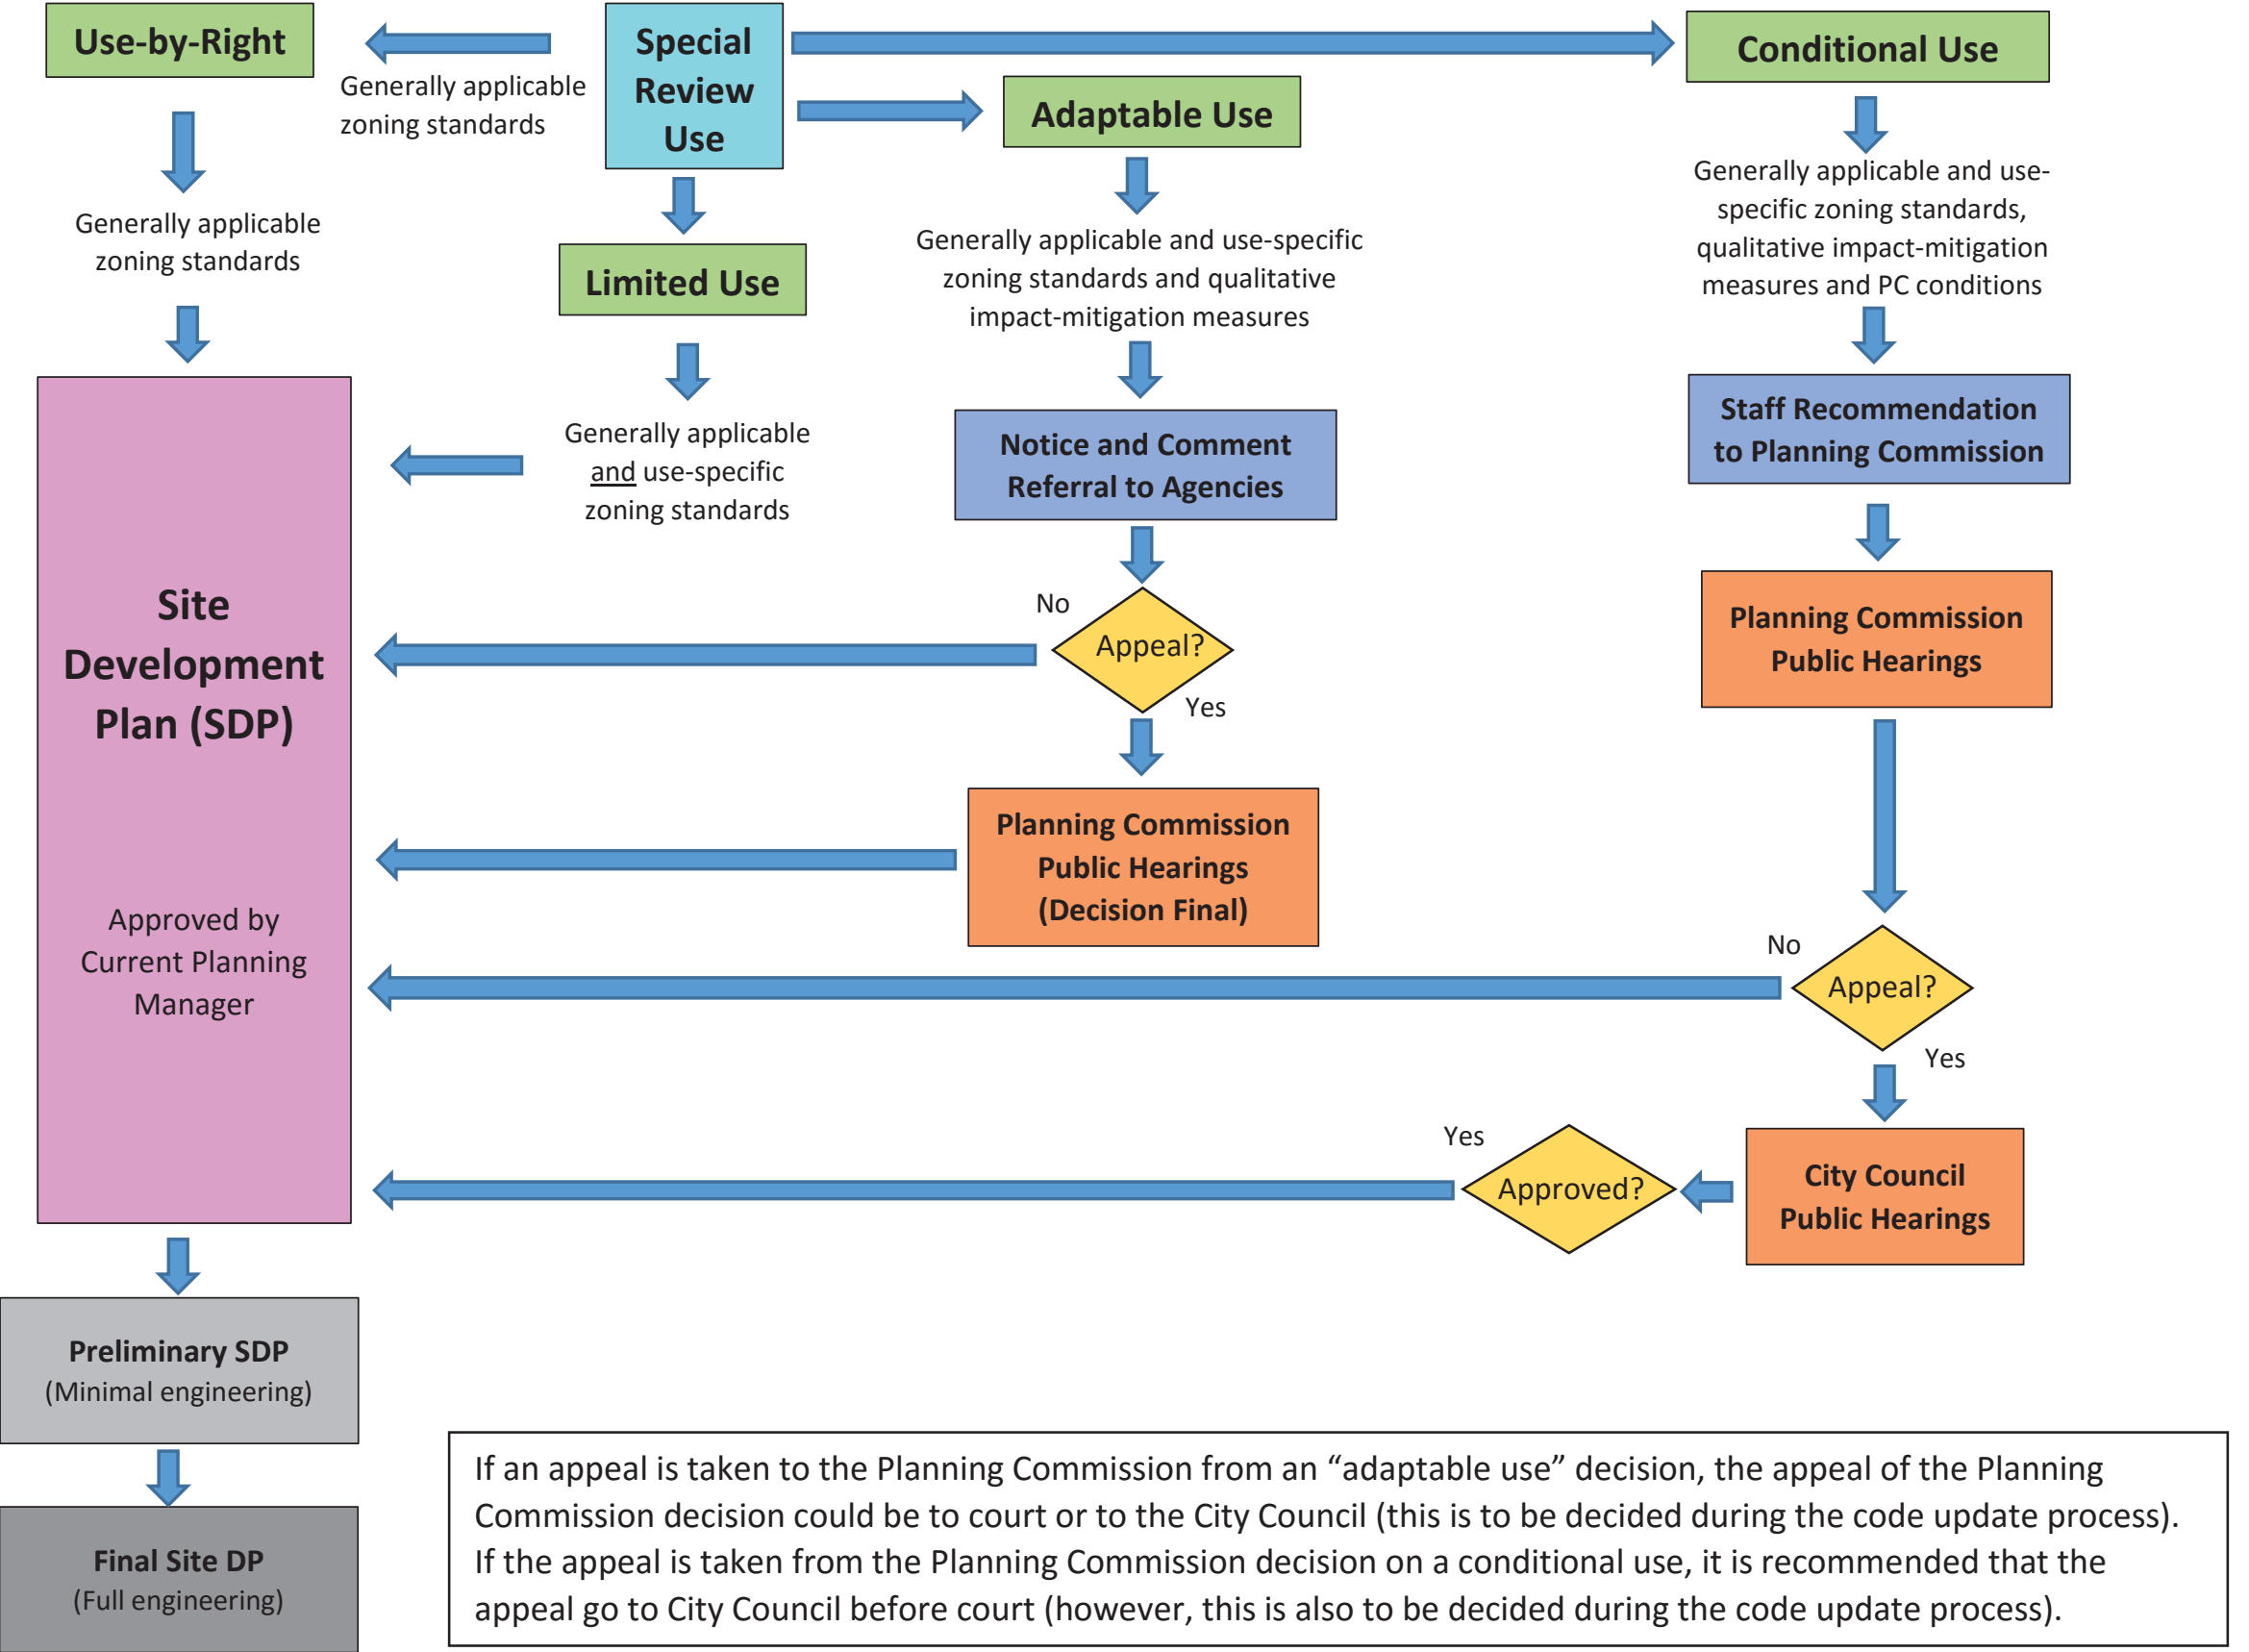 Use-by-Right
Generally applicable
zoning standards
Special
Review
Use
Adaptable Use
Conditional Use
Generally applicable
zoning standards
Limited Use
Generally applicable and use-specific
zoning standards and qualitative
impact-mitigation measures
Generally applicable and use-
specific zoning standards,
qualitative impact-mitigation
measures and PC conditions
Generally applicable
and use-specific
zoning standards
Notice and Comment
Referral to Agencies
Staff Recommendation
to Planning Commission
Site
Development
Plan (SDP)
Approved by
Current Planning
Manager
No
Appeal?
Yes
Planning Commission
Public Hearings
Planning Commission
Public Hearings
(Decision Final)
No
Appeal?
Yes
Yes
Approved?
City Council
Public Hearings
Preliminary SDP
(Minimal engineering)
Final Site DP
(Full engineering)
If an appeal is taken to the Planning Commission from an “adaptable use” decision, the appeal of the Planning
Commission decision could be to court or to the City Council (this is to be decided during the code update process).
If the appeal is taken from the Planning Commission decision on a conditional use, it is recommended that the
appeal go to City Council before court (however, this is also to be decided during the code update process).